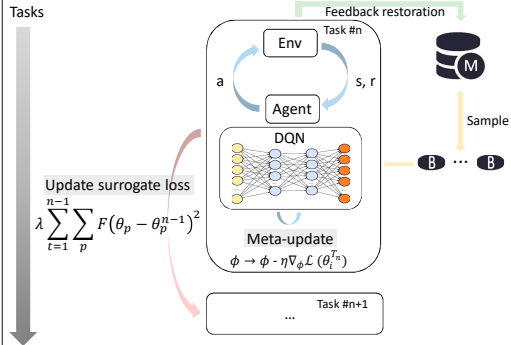 Tasks
Feedback restoration
Task #n
Env
M
a
s, r
Agent
Sample
DQN
B ... B
Update surrogate loss
λ∑_{t=1}^{n-1}∑_p F(θ_p − θ_p^{n-1})^2
Meta-update
ϕ → ϕ - η∇_ϕ ℒ (θ_i^{T_n})
Task #n+1
...